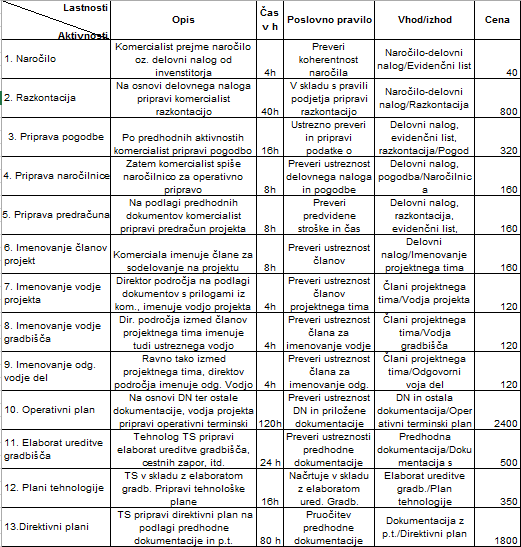 Lastnosti
Aktivnosti
Opis
Čas v h
Poslovno pravilo
Vhod/izhod
Cena
1. Naročilo
Komercialist prejme naročilo
oz. delovni nalog od
invenstitorja
4h
Preveri
koherentnost
naročila
Naročilo-delovni
nalog/Evidenčni list
40
2. Razkontacija
Na osnovi delovnega naloga
pripravi komercialist
razkontacijo
40h
V skladu s pravili
podjetja pripravi
razkontacijo
Naročilo-delovni
nalog/Razkontacija
800
3. Priprava pogodbe
Po predhodnih aktivnostih
komercialist pripravi pogodbo
16h
Ustrezno preveri
in pripravi
podatke o
Delovni nalog,
evidenčni list,
razkontacija/Pogod
320
4. Priprava naročilnice
Zatem komercialist spiše
naročilnico za operativno
pripravo
8h
Preveri ustreznost
delovnega naloga
in pogodbe
Delovni nalog,
pogodba/Naročilnic
a
160
5. Priprava predračuna
Na podlagi predhodnih
dokumentov komercialist
pripravi predračun projekta
8h
Preveri
predvidene
stroške in čas
Delovni nalog,
razkontacija,
evidenčni list,
160
6. Imenovanje članov
projekt
Komerciala imenuje člane za
sodelovanje na projektu
8h
Preveri ustreznost
članov
Delovni
nalog/Imenovanje
projektnega tima
160
7. Imenovanje vodje
projekta
Direktor področja na podlagi
dokumentov s prilogami iz
kom., imenuje vodjo projekta
4h
Preveri ustreznost
članov
projektnega tima
Člani projektnega
tima/Vodja projekta
120
8. Imenovanje vodje
gradbišča
Dir. področja izmed članov
projektnega tima imenuje
tudi ustreznega vodjo
4h
Preveri ustreznost
člana za
imenovanje vodje
Člani projektnega
tima/Vodja
gradbišča
120
9. Imenovanje odg.
vodje del
Ravno tako izmed
projektnega tima, direktov
področja imenuje odg. Vodjo
4h
Preveri ustreznost
člana za
imenovanje odg.
Člani projektnega
tima/Odgovorni
voja del
120
10. Operativni plan
Na osnovi DN ter ostale
dokumentacije, vodja projekta
pripravi operativni terminski
120h
Preveri ustreznost
DN in priložene
dokumentacije
DN in ostala
dokumentacija/Oper
ativni terminski plan
2400
11. Elaborat ureditve
gradbišča
Tehnolog TS pripravi
elaborat ureditve gradbišča,
cestnih zapor, itd.
24 h
Preveri ustreznosti
predhodne
dokumentacije
Predhodna
dokumentacija/Doku
mentacija s
500
12. Plani tehnologije
TS v skladu z elaboratom
gradb. Pripravi tehnološke
plane
16h
Načrtuje v skladu
z elaboratom
ured. Gradb.
Elaborat ureditve
gradb./Plan
tehnologije
350
13.Direktivni plani
TS pripravi direktivni plan na
podlagi predhodne
dokumentacije in p.t.
80 h
Pruočitev
predhodne
dokumentacije
Dokumentacija z
p.t./Direktivni plan
1800